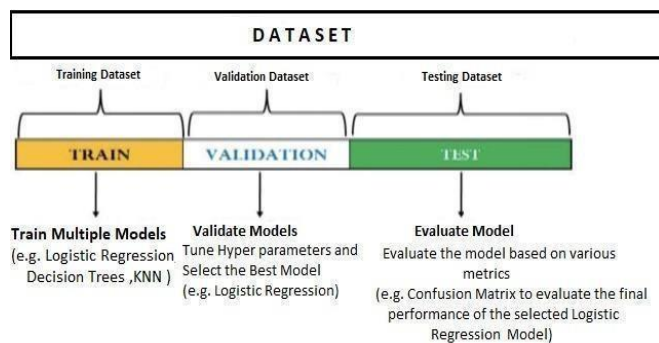 DATASET
Training Dataset
Validation Dataset
Testing Dataset
TRAIN
VALIDATION
TEST
Train Multiple Models
(e.g. Logistic Regression
Decision Trees ,KNN )
Validate Models
Tune Hyper parameters and
Select the Best Model
(e.g. Logistic Regression)
Evaluate Model
Evaluate the model based on various
metrics
(e.g. Confusion Matrix to evaluate the final
performance of the selected Logistic
Regression Model)